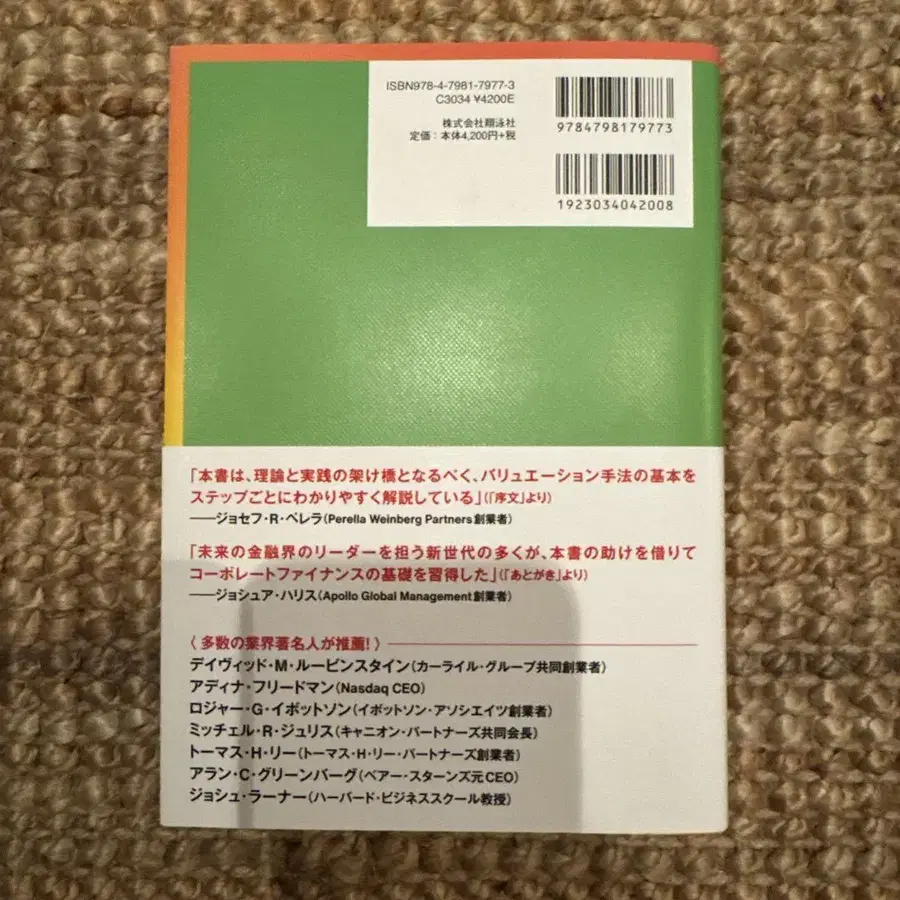 ISBN978-4-7981-7977-3
C3034 ¥4200E
株式会社翔泳社
定価:本体4,200円+税
9784798179773
1923034042008
「本書は、理論と実践の架け橋となるべく、バリュエーション手法の基本を
ステップごとにわかりやすく解説している」(「序文」より)
——ジョセフ・R・ペレラ(Perella Weinberg Partners創業者)
「未来の金融界のリーダーを担う新世代の多くが、本書の助けを借りて
コーポレートファイナンスの基礎を習得した」(「あとがき」より)
——ジョシュア・ハリス(Apollo Global Management創業者)
〈 多数の業界著名人が推薦! 〉
デイヴィッド・M・ルービンスタイン(カーライル・グループ共同創業者)
アディナ・フリードマン(Nasdaq CEO)
ロジャー・G・イボットソン(イボットソン・アソシエイツ創業者)
ミッチェル・R・ジュリス(キャニオン・パートナーズ共同会長)
トーマス・H・リー(トーマス・H・リー・パートナーズ創業者)
アラン・C・グリーンバーグ(ベアー・スターンズ元CEO)
ジョシュ・ラーナー(ハーバード・ビジネススクール教授)